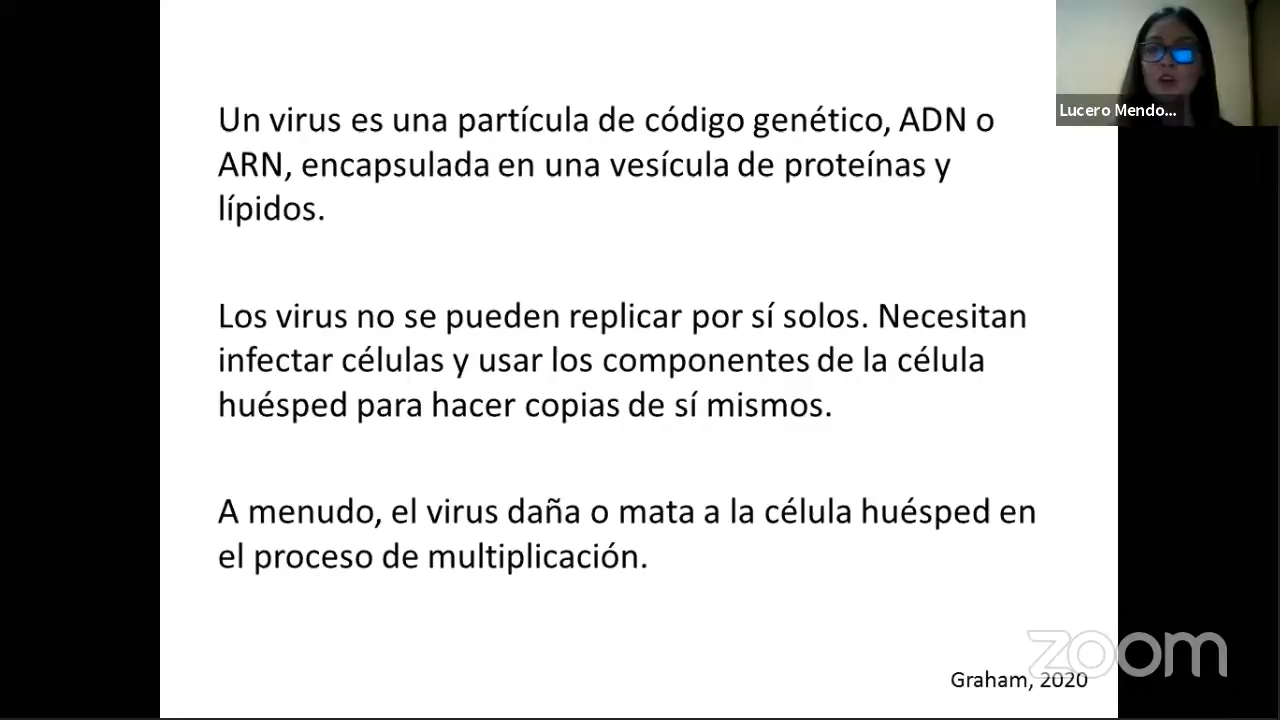 Un virus es una partícula de código genético, ADN o
ARN, encapsulada en una vesícula de proteínas y
lípidos.
Los virus no se pueden replicar por sí solos. Necesitan
infectar células y usar los componentes de la célula
huésped para hacer copias de sí mismos.
A menudo, el virus daña o mata a la célula huésped en
el proceso de multiplicación.
Graham, 2020
Lucero Mendo...
zoom